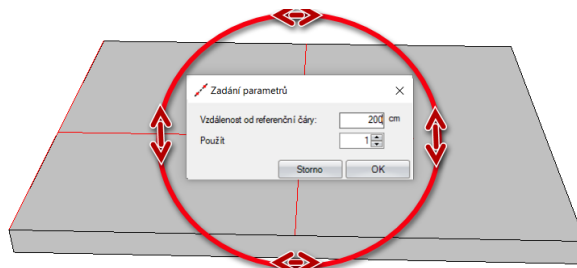 Zadání parametrů
Vzdálenost od referenční čáry: 200 cm
Použít 1
Storno OK